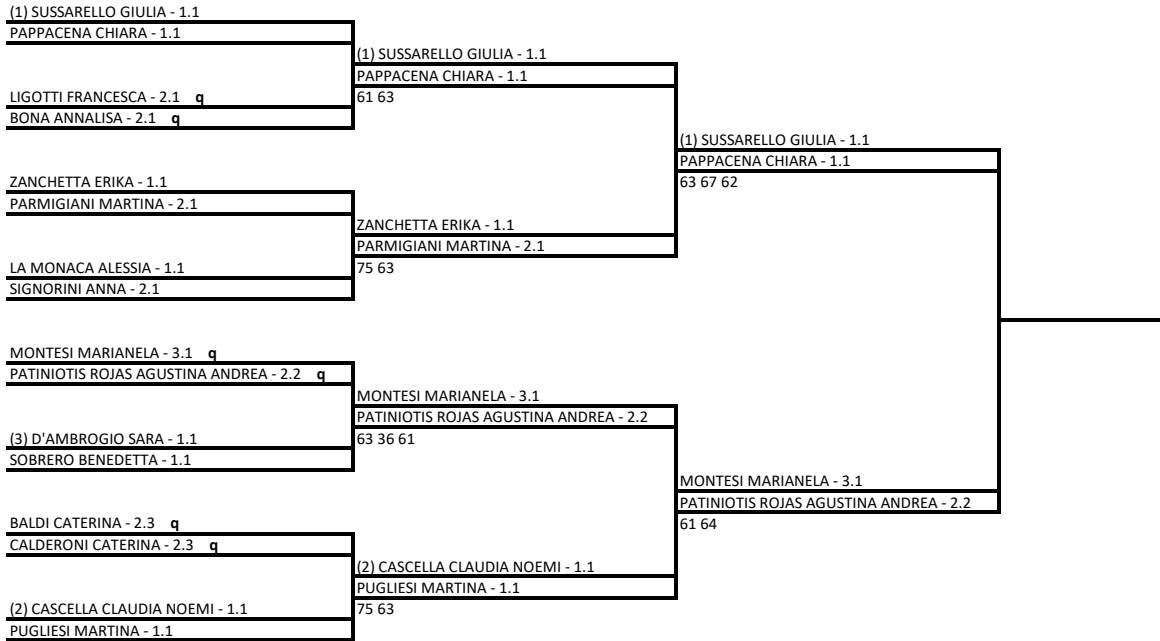 (1) SUSSARELLO GIULIA - 1.1
PAPPACENA CHIARA - 1.1
LIGOTTI FRANCESCA - 2.1 q
BONA ANNALISA - 2.1 q
ZANCHETTA ERIKA - 1.1
PARMIGIANI MARTINA - 2.1
LA MONACA ALESSIA - 1.1
SIGNORINI ANNA - 2.1
MONTESI MARIANELA - 3.1 q
PATINIOTIS ROJAS AGUSTINA ANDREA - 2.2 q
(3) D'AMBROGIO SARA - 1.1
SOBRERO BENEDETTA - 1.1
BALDI CATERINA - 2.3 q
CALDERONI CATERINA - 2.3 q
(2) CASCELLA CLAUDIA NOEMI - 1.1
PUGLIESI MARTINA - 1.1
(1) SUSSARELLO GIULIA - 1.1
PAPPACENA CHIARA - 1.1
61 63
ZANCHETTA ERIKA - 1.1
PARMIGIANI MARTINA - 2.1
75 63
MONTESI MARIANELA - 3.1
PATINIOTIS ROJAS AGUSTINA ANDREA - 2.2
63 36 61
(2) CASCELLA CLAUDIA NOEMI - 1.1
PUGLIESI MARTINA - 1.1
75 63
(1) SUSSARELLO GIULIA - 1.1
PAPPACENA CHIARA - 1.1
63 67 62
MONTESI MARIANELA - 3.1
PATINIOTIS ROJAS AGUSTINA ANDREA - 2.2
61 64